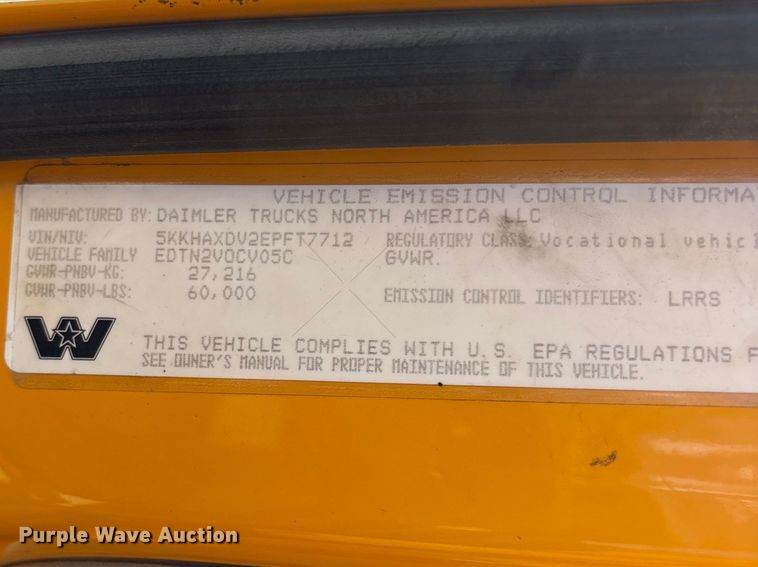 VEHICLE EMISSION CONTROL INFORMA
MANUFACTURED BY: DAIMLER TRUCKS NORTH AMERICA LLC
VIN/NIV: 5KKHAXDV2EPFT7712 REGULATORY CLASS: Vocational vehicl
VEHICLE FAMILY EDTN2VOCV05C GVWR.
GVWR-PNBV-KG: 27,216
GVWR-PNBV-LBS: 60,000 EMISSION CONTROL IDENTIFIERS: LRRS
THIS VEHICLE COMPLIES WITH U.S. EPA REGULATIONS F
SEE OWNER'S MANUAL FOR PROPER MAINTENANCE OF THIS VEHICLE.
Purple Wave Auction